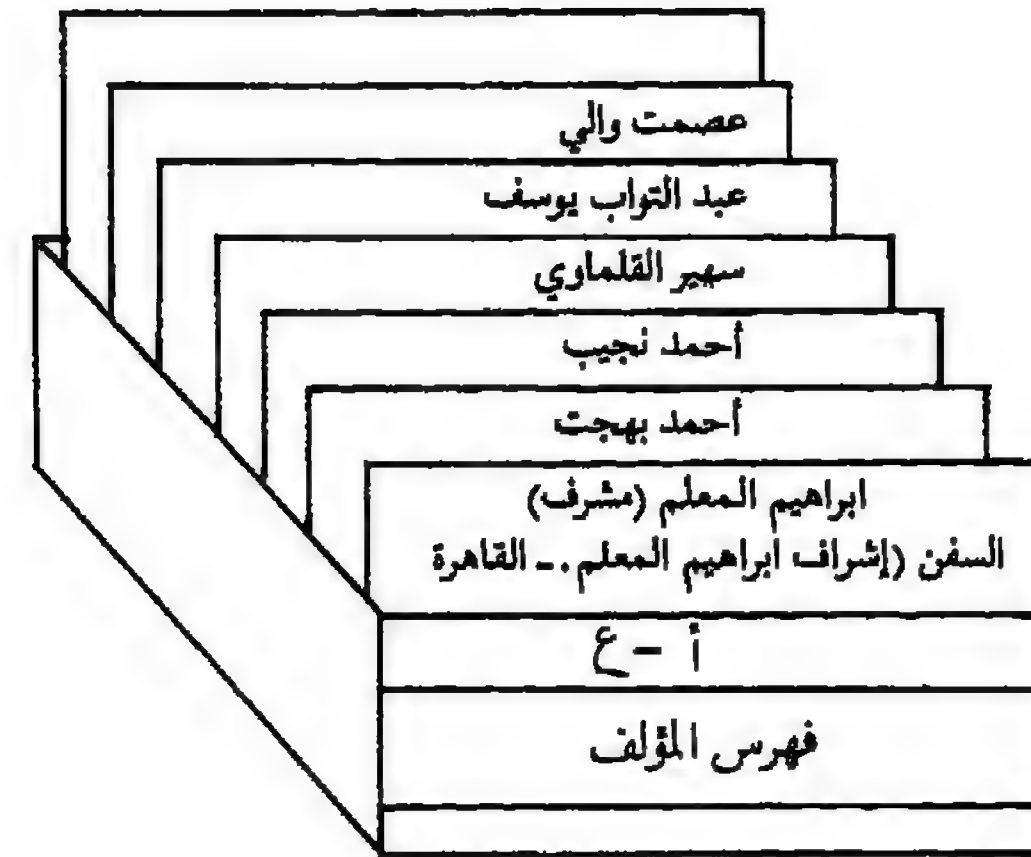 عصمت والي
عبد التواب يوسف
سهير القلماوي
أحمد نجيب
أحمد بهجت
ابراهيم المعلم (مشرف)
السفن (إشراف ابراهيم المعلم .ـ القاهرة
أ - ع
فهرس المؤلف